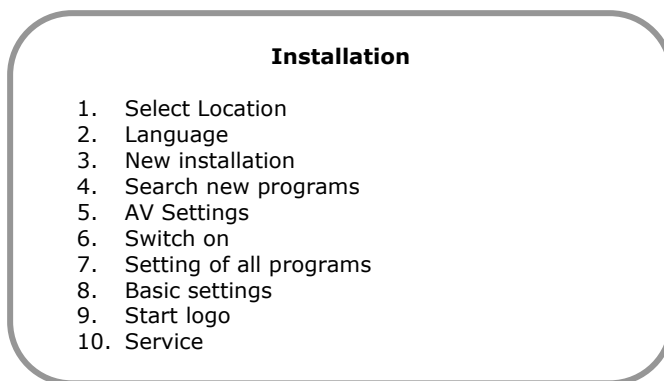 Installation
1. Select Location
2. Language
3. New installation
4. Search new programs
5. AV Settings
6. Switch on
7. Setting of all programs
8. Basic settings
9. Start logo
10. Service